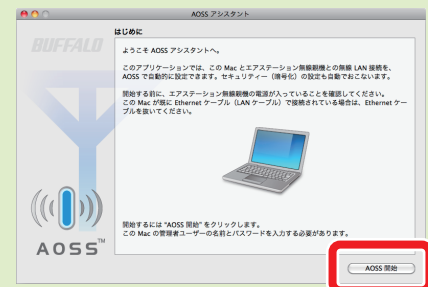 AOSS アシスタント
はじめに
BUFFALO
ようこそ AOSS アシスタントへ。
このアプリケーションでは、この Mac とエアステーション無線親機との無線 LAN 接続を、
AOSS で自動的に設定できます。セキュリティー（暗号化）の設定も自動でおこないます。
開始する前に、エアステーション無線親機の電源が入っていることを確認してください。
この Mac が既に Ethernet ケーブル（LAN ケーブル）で接続されている場合は、Ethernet ケー
ブルを抜いてください。
開始するには "AOSS 開始" をクリックします。
この Mac の管理者ユーザーの名前とパスワードを入力する必要があります。
AOSS™
AOSS 開始